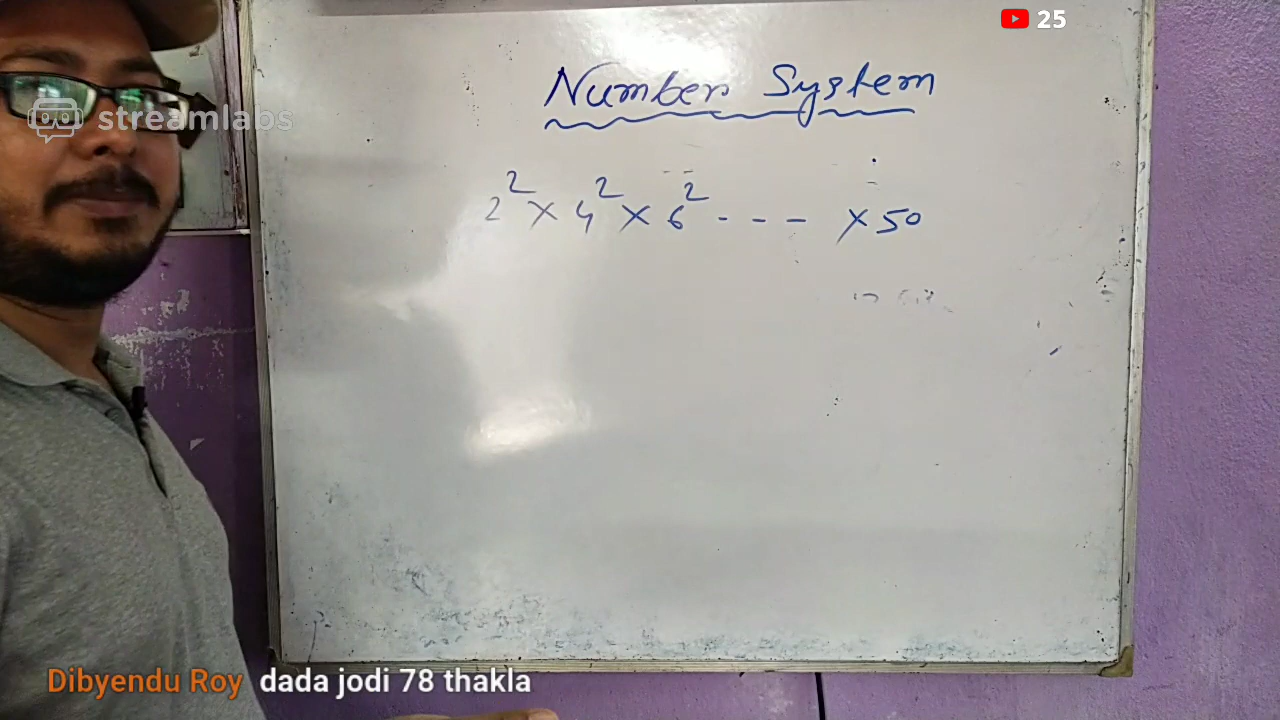 25
Number System
streamlabs
2² × 4² × 6² - - - × 50
Dibyendu Roy dada jodi 78 thakla